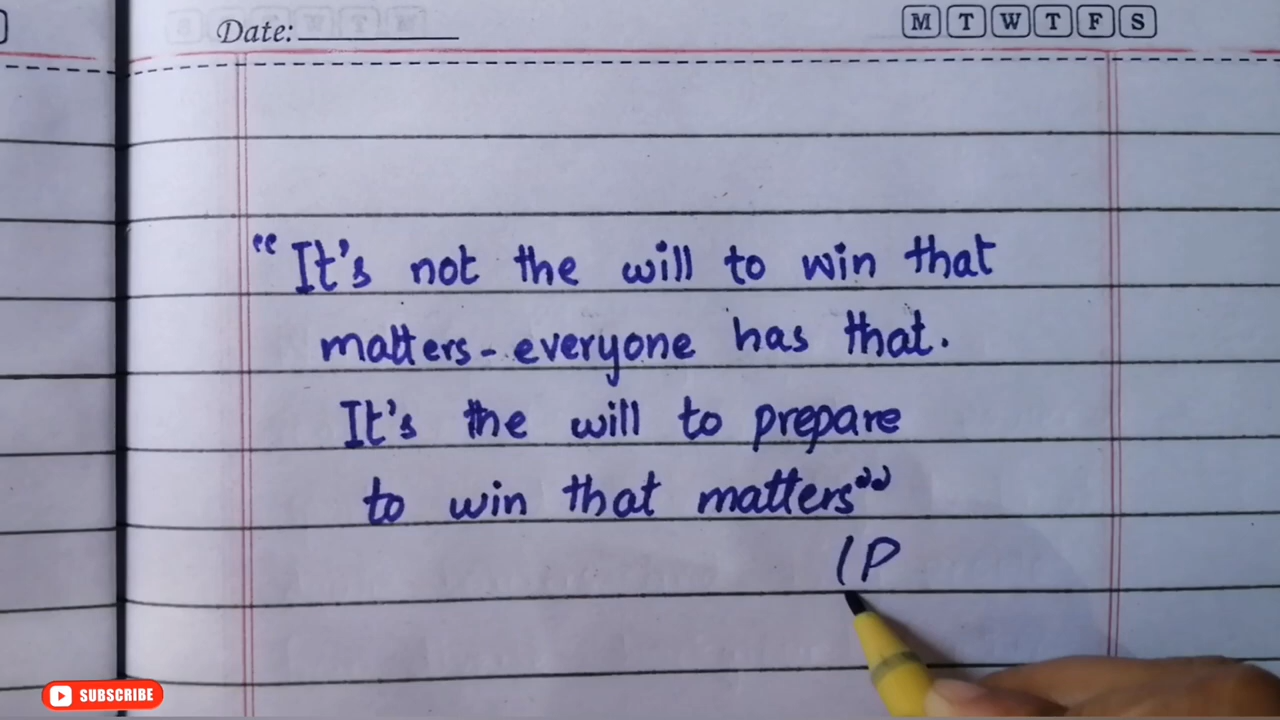 Date:
M T W T F S
“It's not the will to win that
matters - everyone has that.
It's the will to prepare
to win that matters”
(P
SUBSCRIBE